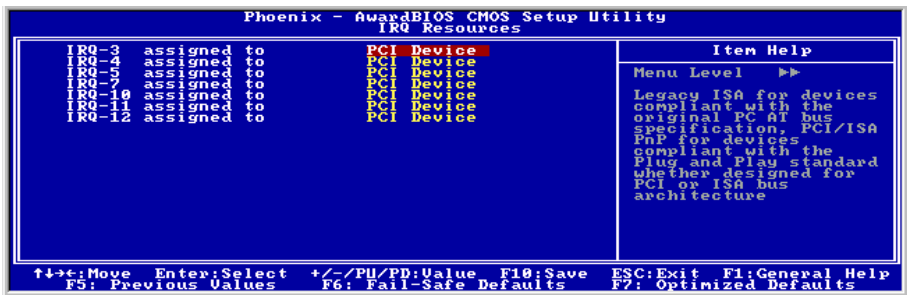 Phoenix - AwardBIOS CMOS Setup Utility
IRQ Resources
IRQ-3 assigned to PCI Device
IRQ-4 assigned to PCI Device
IRQ-5 assigned to PCI Device
IRQ-7 assigned to PCI Device
IRQ-10 assigned to PCI Device
IRQ-11 assigned to PCI Device
IRQ-12 assigned to PCI Device
Item Help
Menu Level ▶▶
Legacy ISA for devices
compliant with the
original PC AT bus
specification, PCI/ISA
PnP for devices
compliant with the
Plug and Play standard
whether designed for
PCI or ISA bus
architecture
↑↓→←:Move Enter:Select +/-/PU/PD:Value F10:Save ESC:Exit F1:General Help
F5: Previous Values F6: Fail-Safe Defaults F7: Optimized Defaults